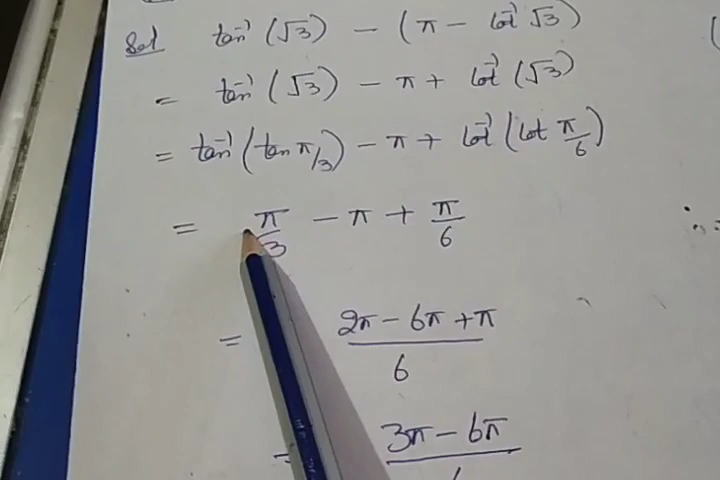 Sol tan⁻¹(√3) − (π − cot⁻¹ √3)
= tan⁻¹(√3) − π + cot⁻¹(√3)
= tan⁻¹(tan π/3) − π + cot⁻¹(cot π/6)
= π/3 − π + π/6
= 2π − 6π + π / 6
= 3π − 6π